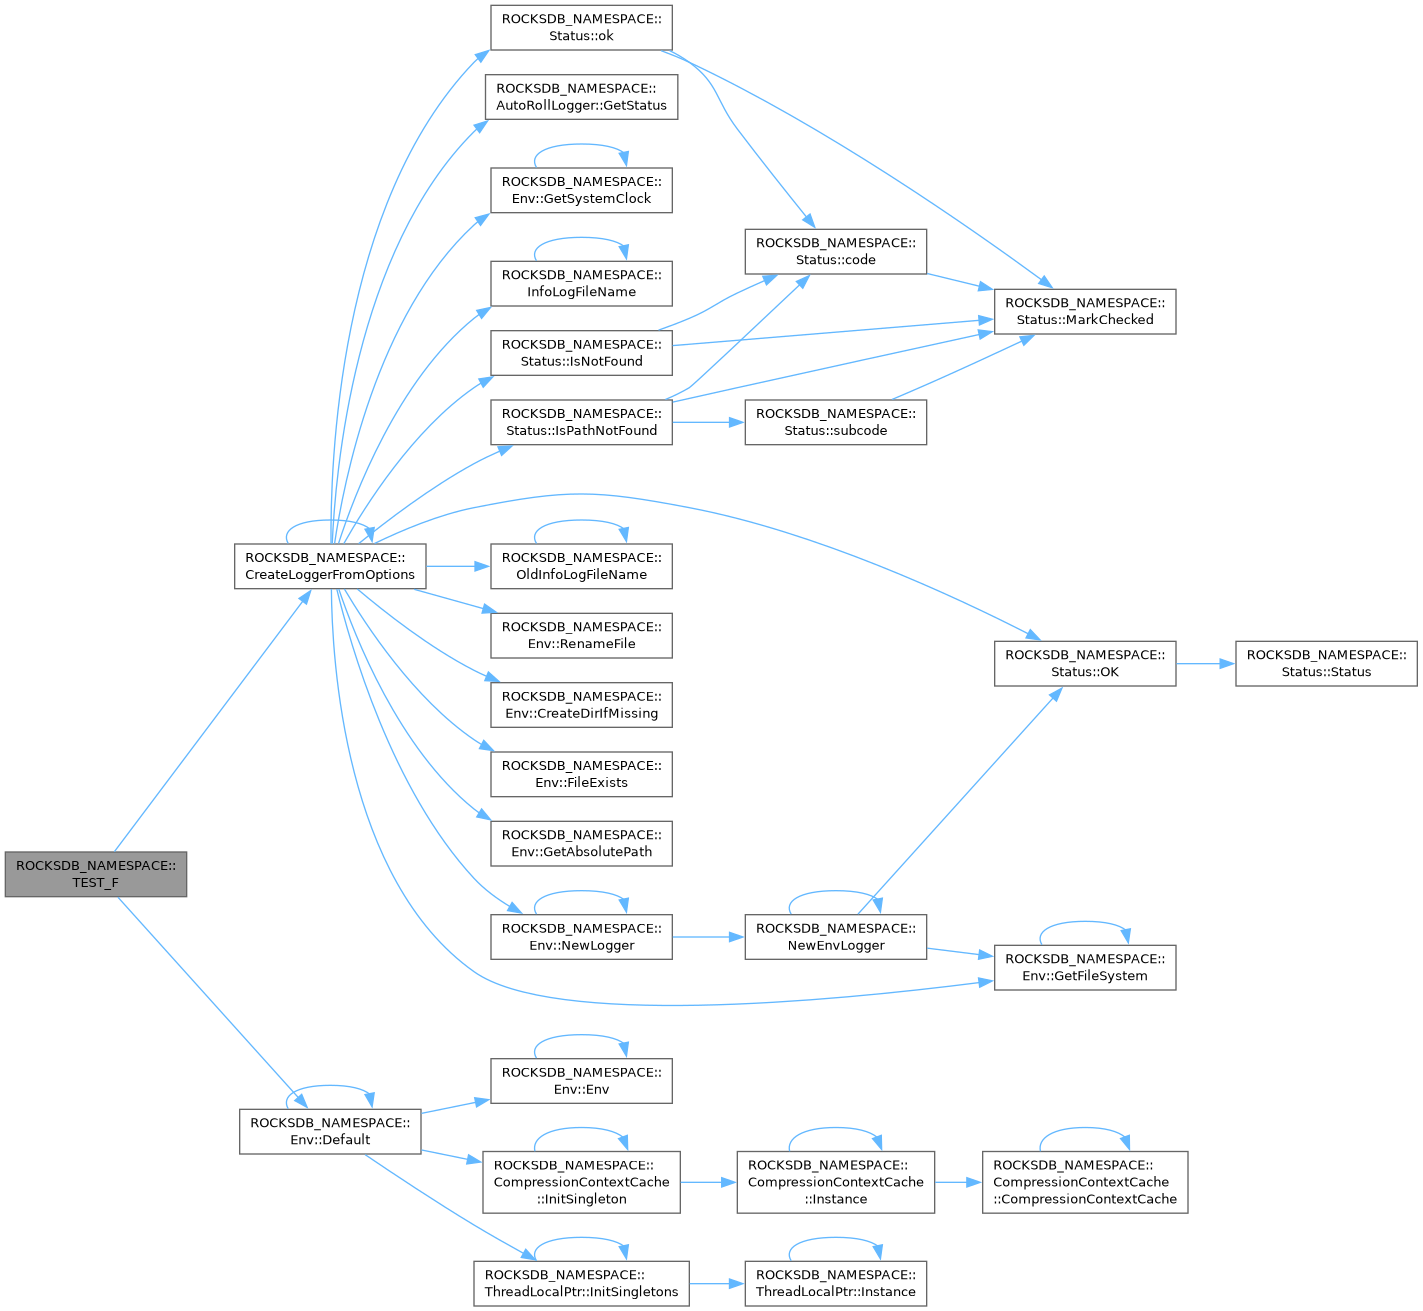 ROCKSDB_NAMESPACE::
Status::ok
ROCKSDB_NAMESPACE::
AutoRollLogger::GetStatus
ROCKSDB_NAMESPACE::
Env::GetSystemClock
ROCKSDB_NAMESPACE::
Status::code
ROCKSDB_NAMESPACE::
InfoLogFileName
ROCKSDB_NAMESPACE::
Status::MarkChecked
ROCKSDB_NAMESPACE::
Status::IsNotFound
ROCKSDB_NAMESPACE::
Status::IsPathNotFound
ROCKSDB_NAMESPACE::
Status::subcode
ROCKSDB_NAMESPACE::
CreateLoggerFromOptions
ROCKSDB_NAMESPACE::
OldInfoLogFileName
ROCKSDB_NAMESPACE::
Env::RenameFile
ROCKSDB_NAMESPACE::
Status::OK
ROCKSDB_NAMESPACE::
Status::Status
ROCKSDB_NAMESPACE::
Env::CreateDirIfMissing
ROCKSDB_NAMESPACE::
Env::FileExists
ROCKSDB_NAMESPACE::
Env::GetAbsolutePath
ROCKSDB_NAMESPACE::
TEST_F
ROCKSDB_NAMESPACE::
Env::NewLogger
ROCKSDB_NAMESPACE::
NewEnvLogger
ROCKSDB_NAMESPACE::
Env::GetFileSystem
ROCKSDB_NAMESPACE::
Env::Env
ROCKSDB_NAMESPACE::
Env::Default
ROCKSDB_NAMESPACE::
CompressionContextCache
::InitSingleton
ROCKSDB_NAMESPACE::
CompressionContextCache
::Instance
ROCKSDB_NAMESPACE::
CompressionContextCache
::CompressionContextCache
ROCKSDB_NAMESPACE::
ThreadLocalPtr::InitSingletons
ROCKSDB_NAMESPACE::
ThreadLocalPtr::Instance